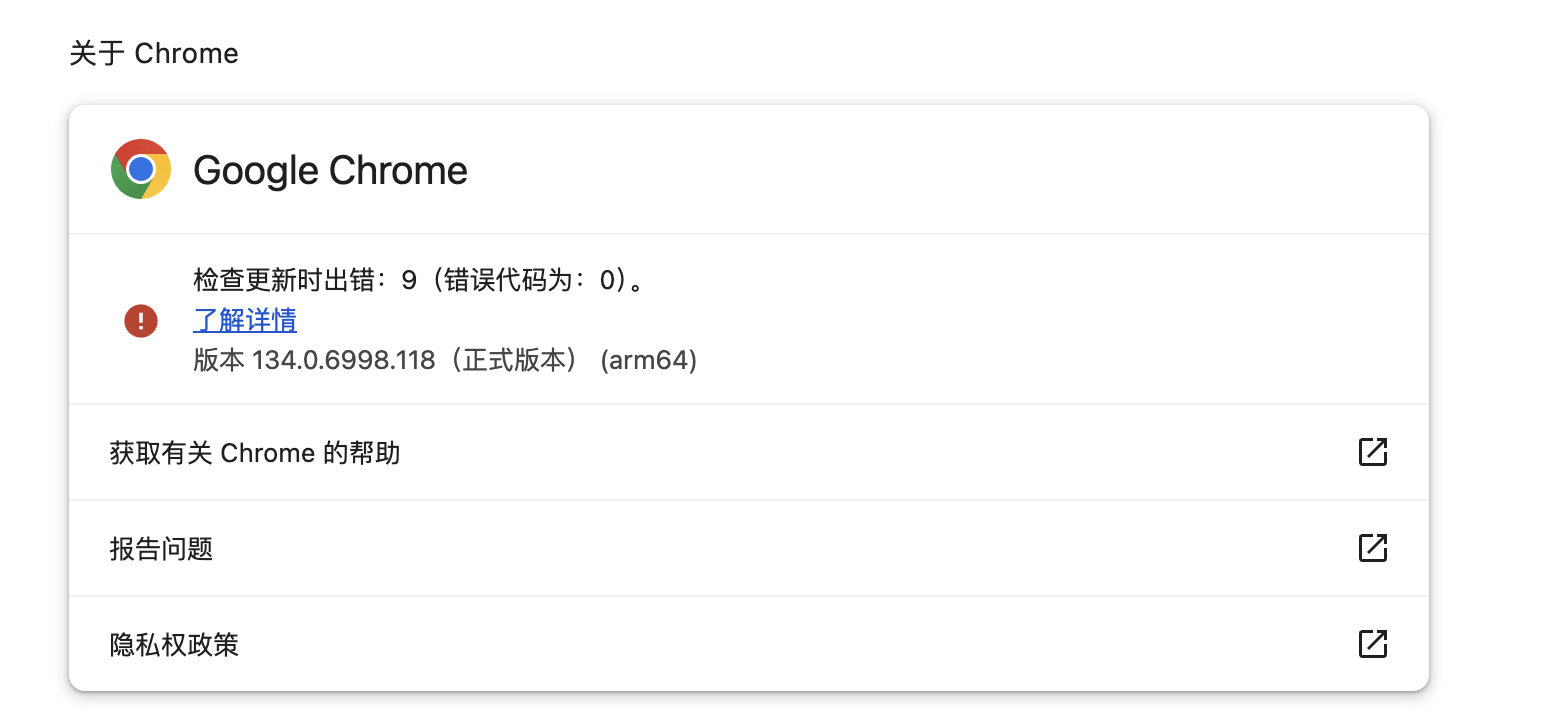 关于 Chrome
Google Chrome
检查更新时出错：9（错误代码为：0）。
了解详情
版本 134.0.6998.118（正式版本） (arm64)
获取有关 Chrome 的帮助
报告问题
隐私权政策